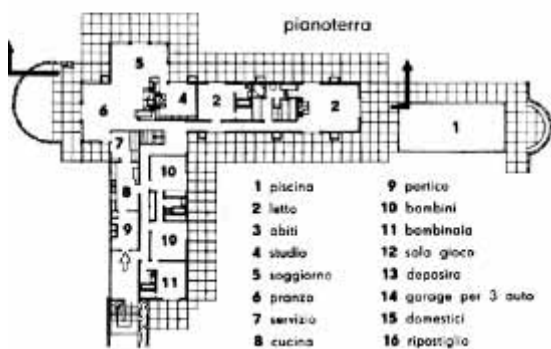 pianoterra
5
6
4
2
2
1
7
8
9
10
10
11
1 piscina
2 letto
3 abiti
4 studio
5 soggiorno
6 pranzo
7 servizio
8 cucina
9 portico
10 bambini
11 bambinaia
12 sala gioco
13 deposito
14 garage per 3 auto
15 domestici
16 ripostiglio